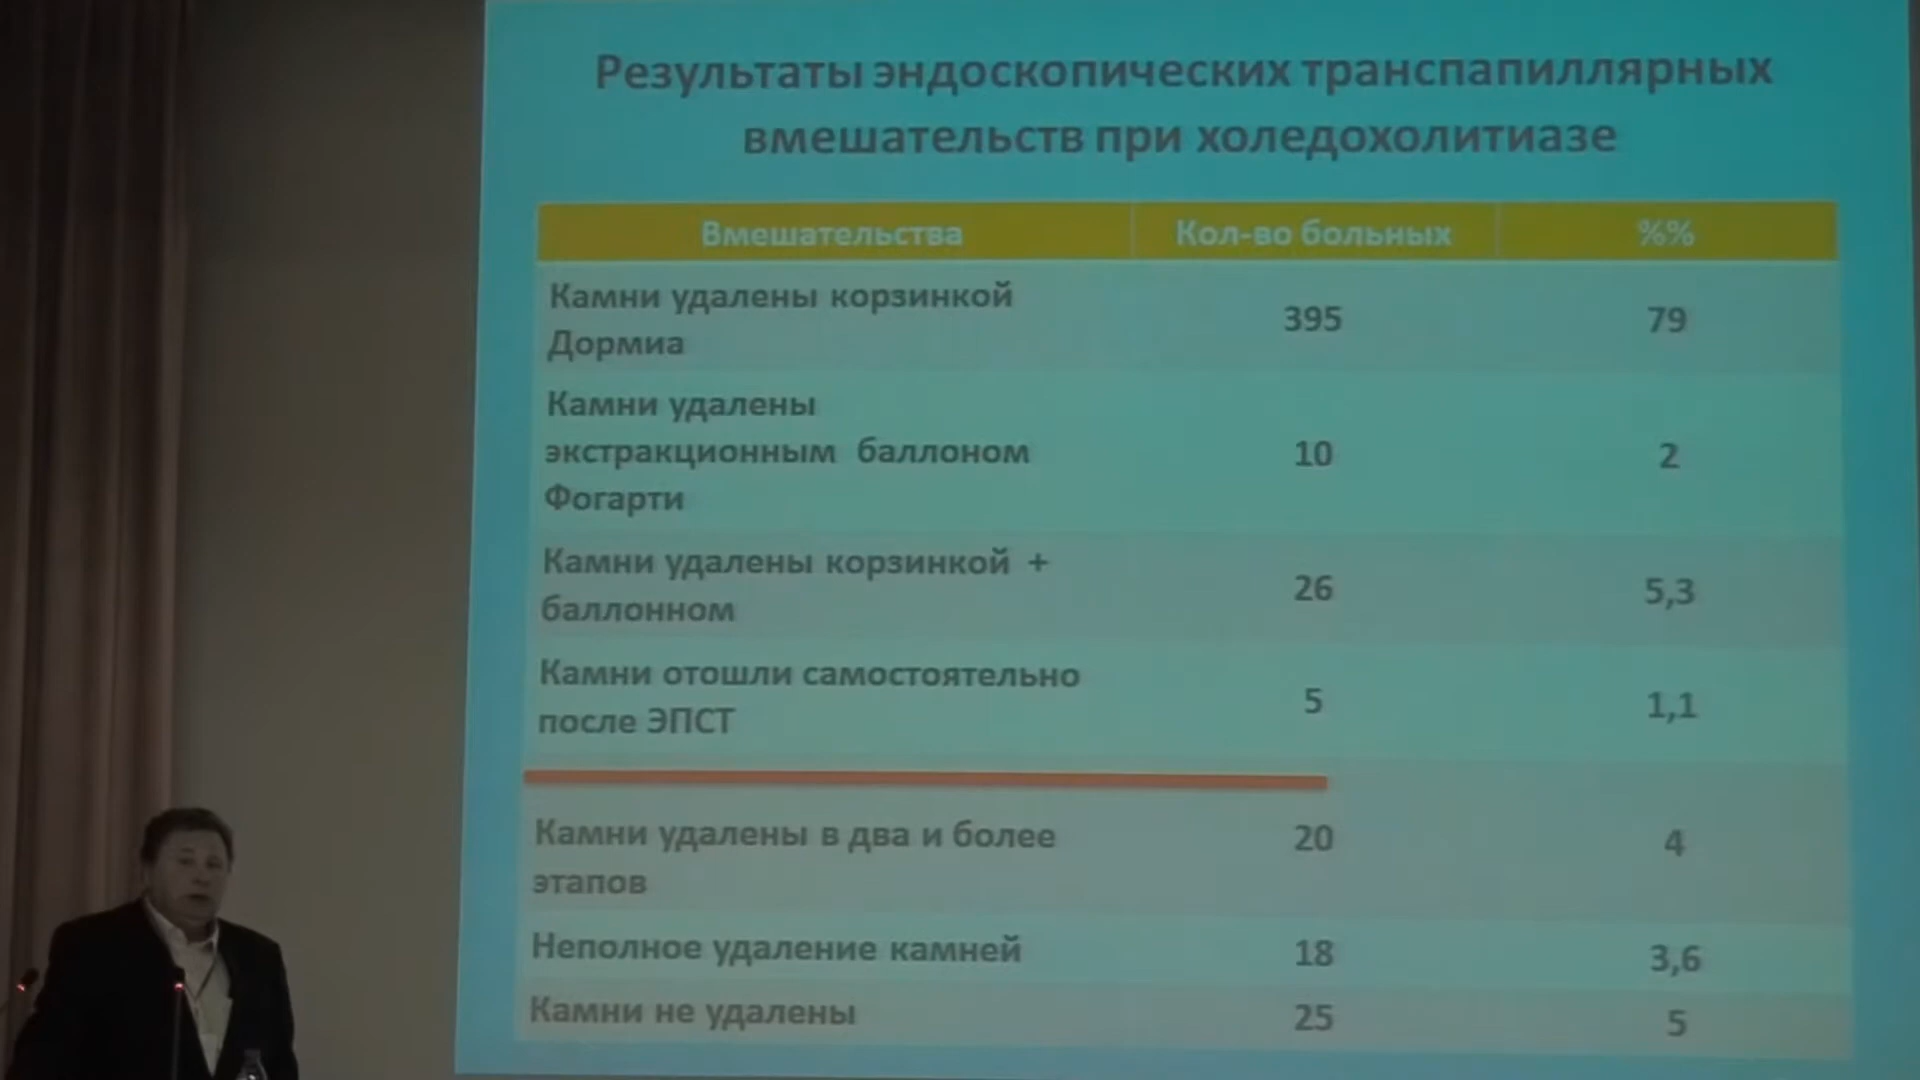 Результаты эндоскопических транспапиллярных
вмешательств при холедохолитиазе
Вмешательства Кол-во больных %%
Камни удалены корзинкой
Дормиа
395 79
Камни удалены
экстракционным баллоном
Фогарти
10 2
Камни удалены корзинкой +
баллонном
26 5,3
Камни отошли самостоятельно
после ЭПСТ
5 1,1
Камни удалены в два и более
этапов
20 4
Неполное удаление камней 18 3,6
Камни не удалены 25 5